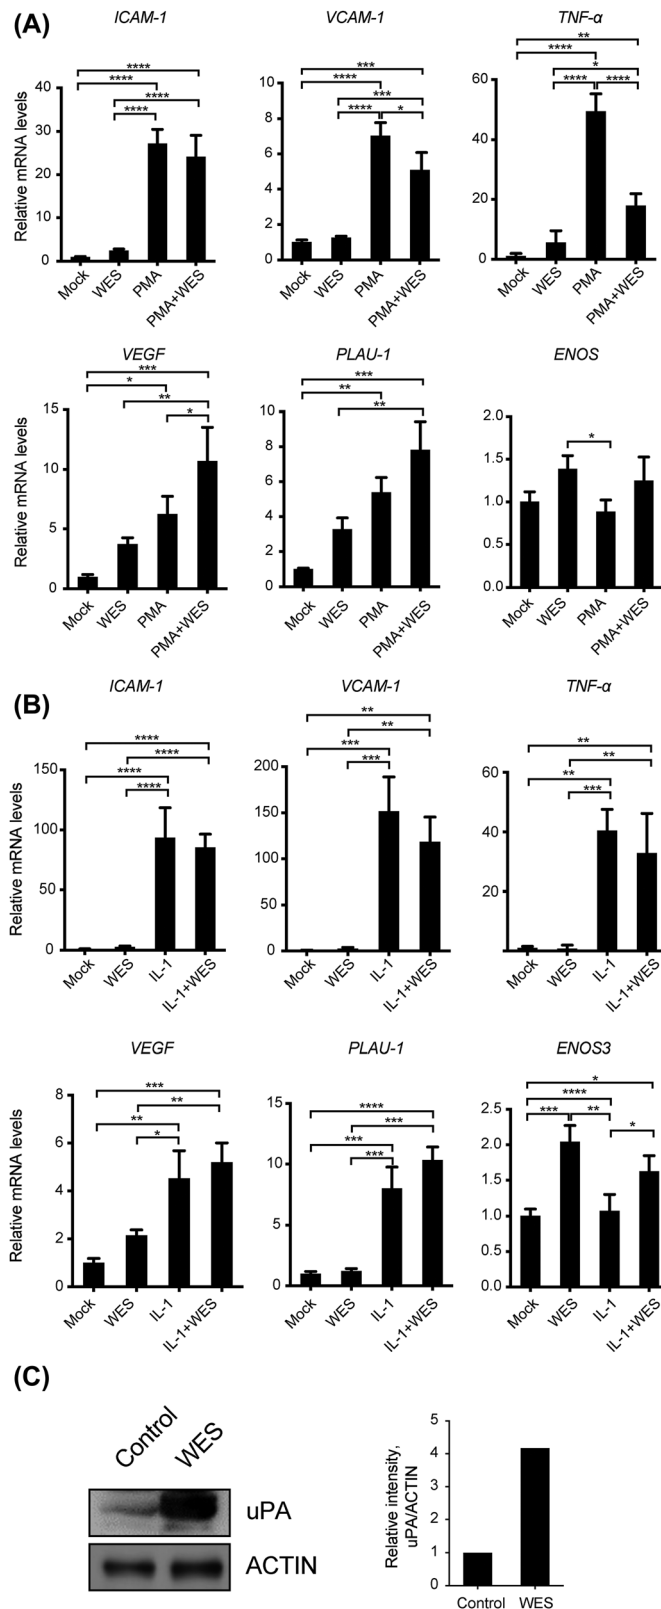 (A)
ICAM-1 VCAM-1 TNF-α
**** *** **
**** **** ****
**** *** *
**** **** * **** ****
Relative mRNA levels
40 10 60
30 8
6 40
20
4 20
10 2
0 0 0
Mock WES PMA PMA+WES Mock WES PMA PMA+WES Mock WES PMA PMA+WES
VEGF PLAU-1 ENOS
*** ***
* **
** **
* *
Relative mRNA levels
15 10 2.0
8 1.5
10 6
1.0
5 4
2 0.5
0 0 0.0
Mock WES PMA PMA+WES Mock WES PMA PMA+WES Mock WES PMA PMA+WES
(B)
ICAM-1 VCAM-1 TNF-α
**** ** **
**** ** **
**** *** **
**** *** ***
Relative mRNA levels
150 200 60
100 150 40
100
50 50 20
0 0
Mock WES IL-1 IL-1+WES Mock WES IL-1 IL-1+WES Mock WES IL-1 IL-1+WES
VEGF PLAU-1 ENOS3
*** **** *
** *** ****
** *** *** **
* *** *
Relative mRNA levels
8 15 2.5
6 2.0
10 1.5
4
5 1.0
2 0.5
0 0 0.0
Mock WES IL-1 IL-1+WES Mock WES IL-1 IL-1+WES Mock WES IL-1 IL-1+WES
(C)
Control WES
uPA
ACTIN
Relative intensity,
uPA/ACTIN
5
4
3
2
1
0
Control WES